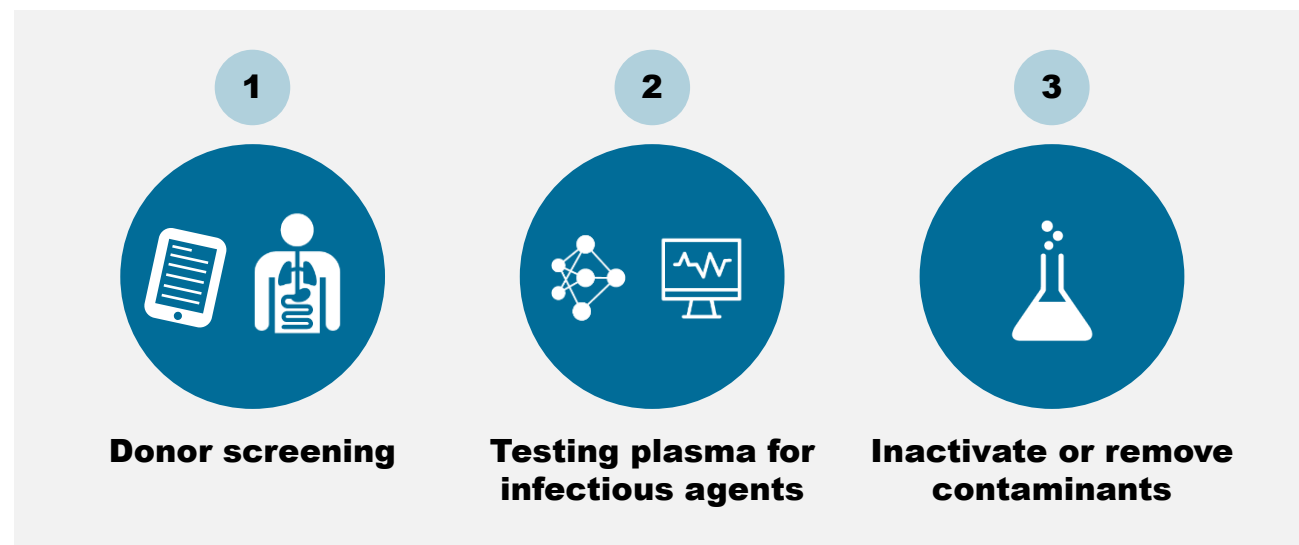 1
2
3
Donor screening
Testing plasma for
infectious agents
Inactivate or remove
contaminants